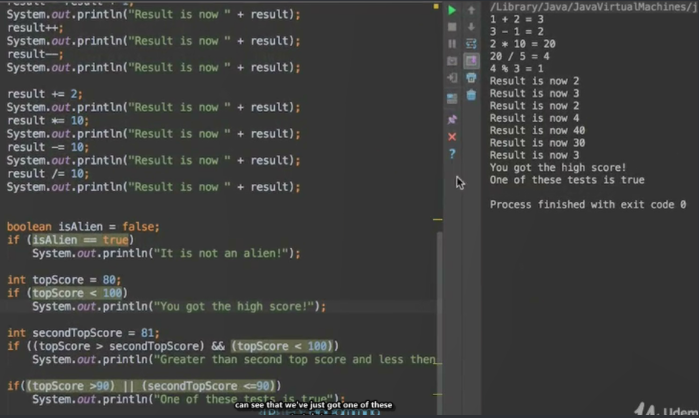 System.out.println("Result is now " + result);
result++;
System.out.println("Result is now " + result);
result--;
System.out.println("Result is now " + result);
result += 2;
System.out.println("Result is now " + result);
result *= 10;
System.out.println("Result is now " + result);
result -= 10;
System.out.println("Result is now " + result);
result /= 10;
System.out.println("Result is now " + result);
boolean isAlien = false;
if (isAlien == true)
System.out.println("It is not an alien!");
int topScore = 80;
if (topScore < 100)
System.out.println("You got the high score!");
int secondTopScore = 81;
if ((topScore > secondTopScore) && (topScore < 100))
System.out.println("Greater than second top score and less then
if((topScore >90) || (secondTopScore <=90))
System.out.println("One of these tests is true");
can see that we've just got one of these
/Library/Java/JavaVirtualMachines/j
1 + 2 = 3
3 - 1 = 2
2 * 10 = 20
20 / 5 = 4
4 % 3 = 1
Result is now 2
Result is now 3
Result is now 2
Result is now 4
Result is now 40
Result is now 30
Result is now 3
You got the high score!
One of these tests is true
Process finished with exit code 0